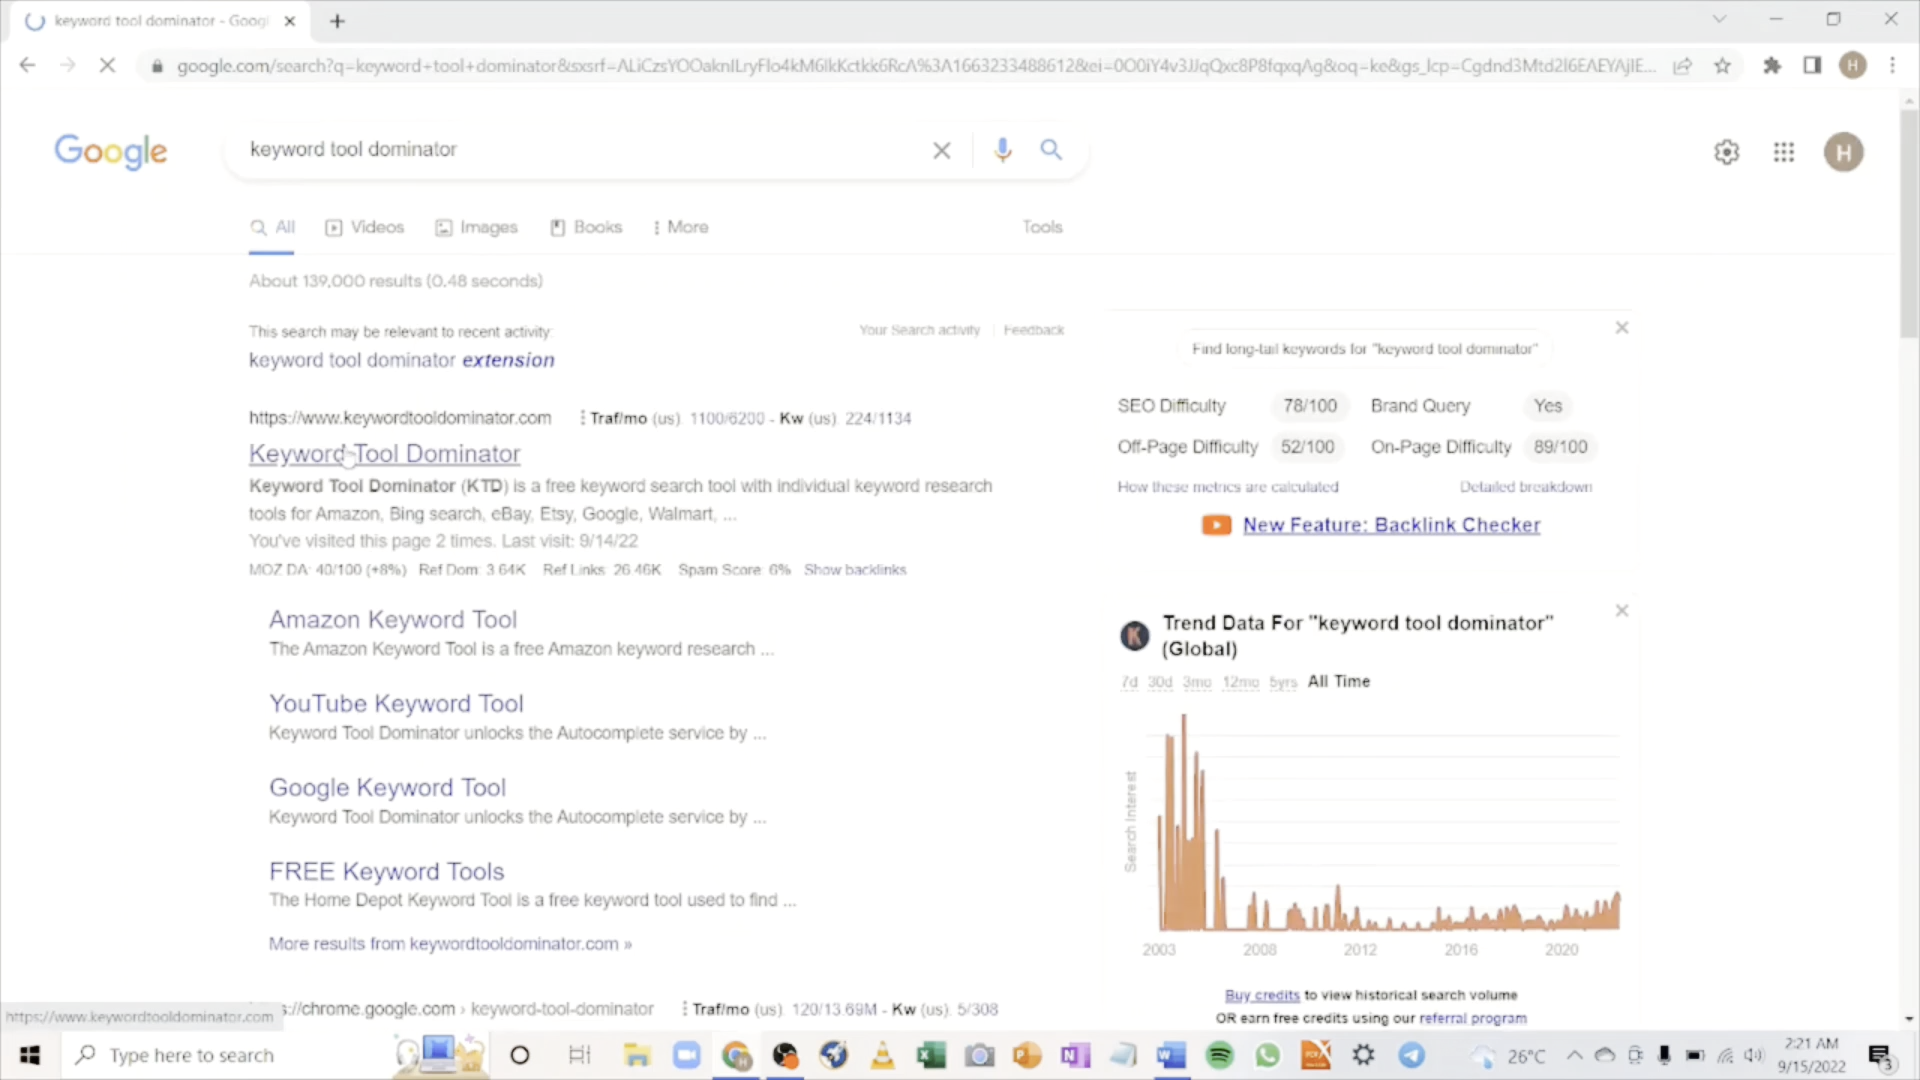 keyword tool dominator - Googl
google.com/search?q=keyword+tool+dominator&sxsrf=ALiCzsYOOaknILryFlo4kM6lkKctkk6RcA%3A1663233488612&ei=0O0iY4v3JJqQxc8P8fqxqAg&oq=ke&gs_lcp=Cgdnd3Mtd2l6EAEYAjIE...
H
Google
keyword tool dominator
H
All
Videos
Images
Books
More
Tools
About 139,000 results (0.48 seconds)
This search may be relevant to recent activity:
Your Search activity
Feedback
keyword tool dominator extension
https://www.keywordtooldominator.com
Traf/mo (us): 1100/6200 - Kw (us): 224/1134
Keyword Tool Dominator
Keyword Tool Dominator (KTD) is a free keyword search tool with individual keyword research
tools for Amazon, Bing search, eBay, Etsy, Google, Walmart, ...
You've visited this page 2 times. Last visit: 9/14/22
MOZ DA: 40/100 (+8%) Ref Dom: 3.64K Ref Links: 26.46K Spam Score: 6% Show backlinks
Amazon Keyword Tool
The Amazon Keyword Tool is a free Amazon keyword research ...
YouTube Keyword Tool
Keyword Tool Dominator unlocks the Autocomplete service by ...
Google Keyword Tool
Keyword Tool Dominator unlocks the Autocomplete service by ...
FREE Keyword Tools
The Home Depot Keyword Tool is a free keyword tool used to find ...
More results from keywordtooldominator.com »
s://chrome.google.com › keyword-tool-dominator
Traf/mo (us): 120/13.69M - Kw (us): 5/308
https://www.keywordtooldominator.com
Find long-tail keywords for "keyword tool dominator"
SEO Difficulty 78/100 Brand Query Yes
Off-Page Difficulty 52/100 On-Page Difficulty 89/100
How these metrics are calculated
Detailed breakdown
New Feature: Backlink Checker
K
Trend Data For "keyword tool dominator"
(Global)
7d 30d 3mo 12mo 5yrs All Time
Search Interest
2003 2008 2012 2016 2020
Buy credits to view historical search volume
OR earn free credits using our referral program
Type here to search
26°C
2:21 AM
9/15/2022
3